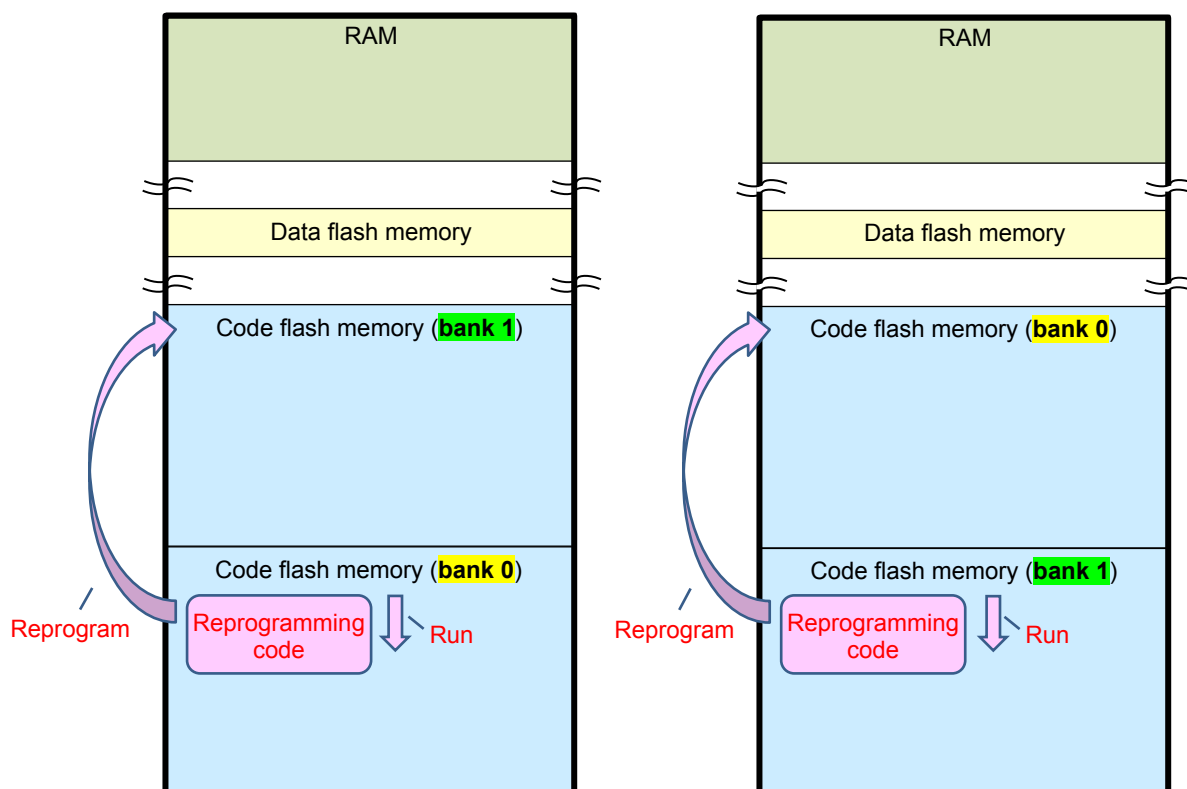 RAM
Data flash memory
Code flash memory (bank 1)
Code flash memory (bank 0)
Reprogram
Reprogramming
code
Run
RAM
Data flash memory
Code flash memory (bank 0)
Code flash memory (bank 1)
Reprogram
Reprogramming
code
Run